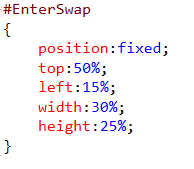 #EnterSwap
{
position:fixed;
top:50%;
left:15%;
width:30%;
height:25%;
}